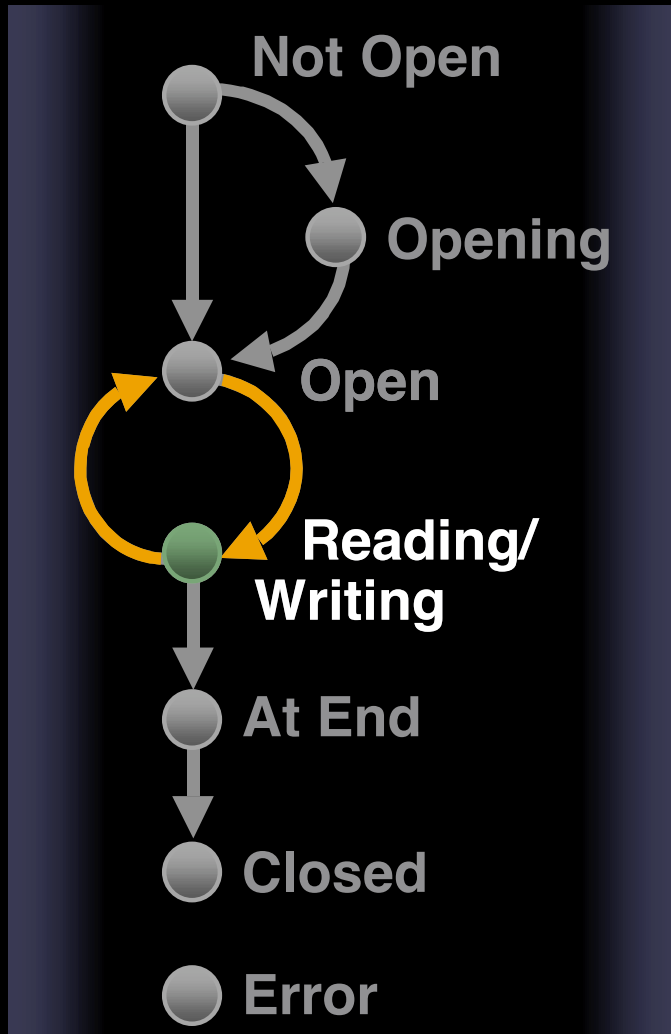 Not Open
Opening
Open
Reading/
Writing
At End
Closed
Error